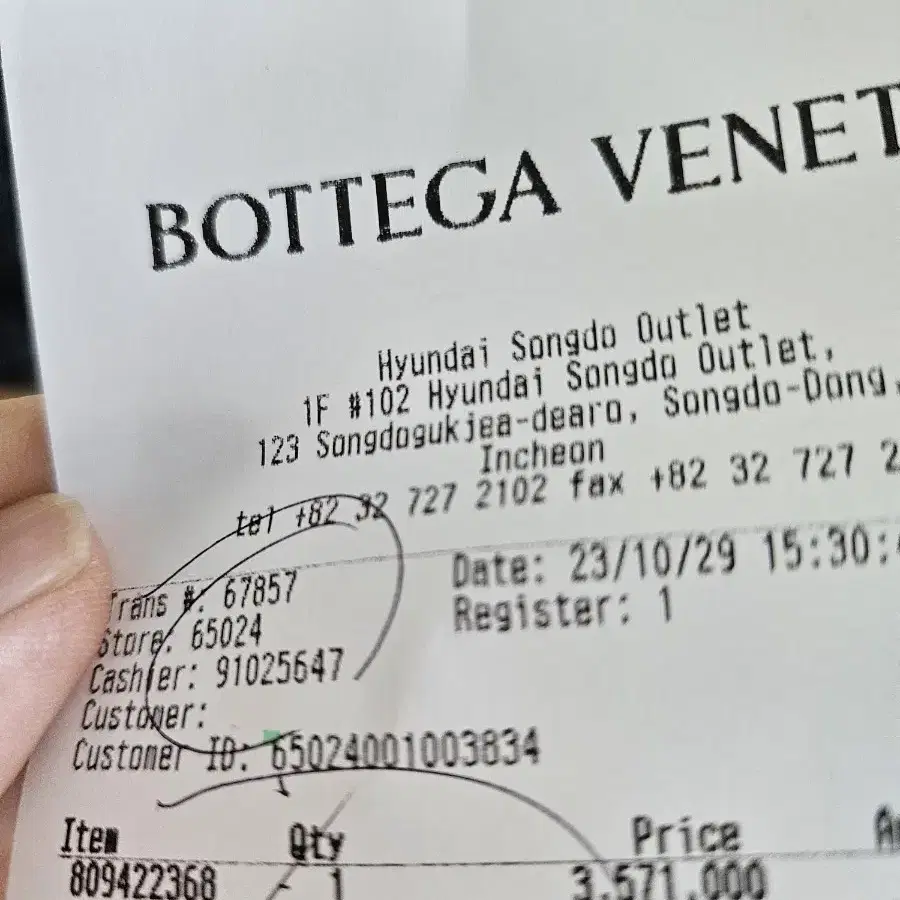 BOTTEGA VENET
Hyundai Songdo Outlet
1F #102 Hyundai Songdo Outlet,
123 Songdogukjea-dearo, Songdo-Dong,
Incheon
tel +82 32 727 2102 fax +82 32 727 2
Trans #: 67857
Date: 23/10/29 15:30:
Store: 65024
Register: 1
Cashier: 91025647
Customer:
Customer ID: 65024001003834
Item Qty Price
809422368 1 3,571,000